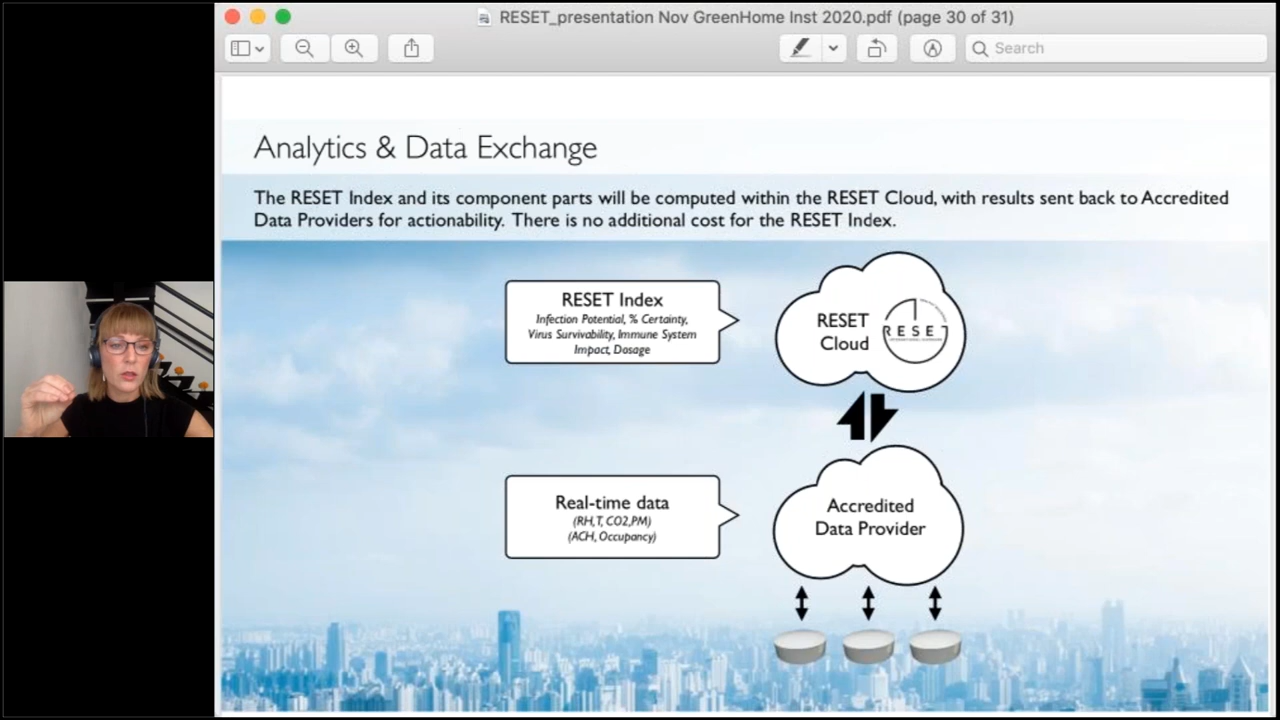 RESET_presentation Nov GreenHome Inst 2020.pdf (page 30 of 31)
Search
Analytics & Data Exchange
The RESET Index and its component parts will be computed within the RESET Cloud, with results sent back to Accredited
Data Providers for actionability. There is no additional cost for the RESET Index.
RESET Index
Infection Potential, % Certainty,
Virus Survivability, Immune System
Impact, Dosage
RESET
Cloud
RESET
Real-time data
(RH,T, CO2,PM)
(ACH, Occupancy)
Accredited
Data Provider